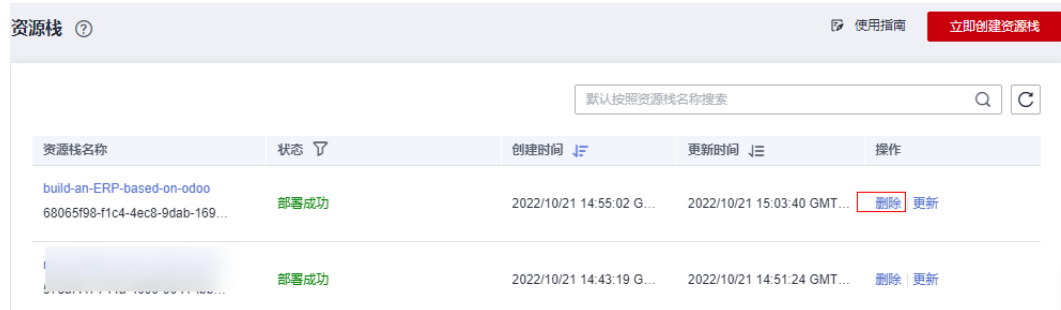 资源栈 ?
使用指南
立即创建资源栈
默认按照资源栈名称搜索
资源栈名称 状态 创建时间 更新时间 操作
build-an-ERP-based-on-odoo
68065f98-f1c4-4ec8-9dab-169...
部署成功 2022/10/21 14:55:02 G... 2022/10/21 15:03:40 GMT... 删除 更新
部署成功 2022/10/21 14:43:19 G... 2022/10/21 14:51:24 GMT... 删除 更新